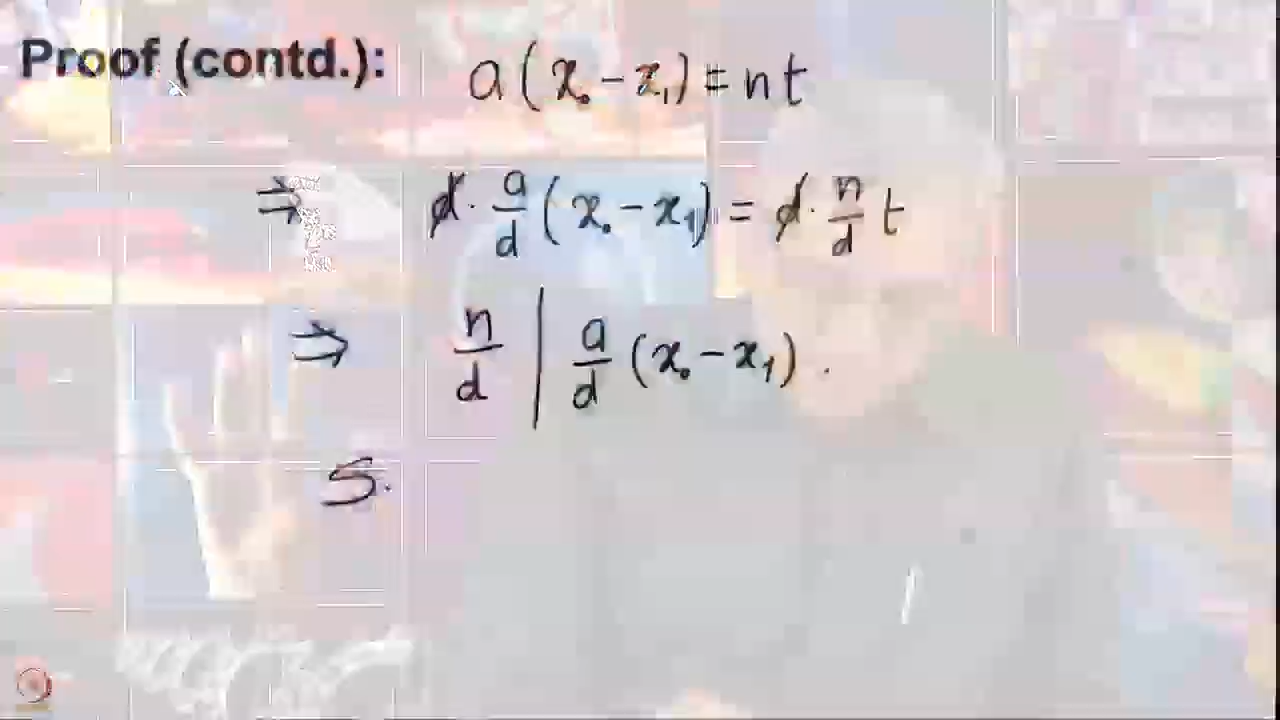 Proof (contd.): a(x₀ - x₁) = nt
⇒ d · a/d (x₀ - x₁) = d · n/d t
⇒ n/d | a/d (x₀ - x₁).
S.